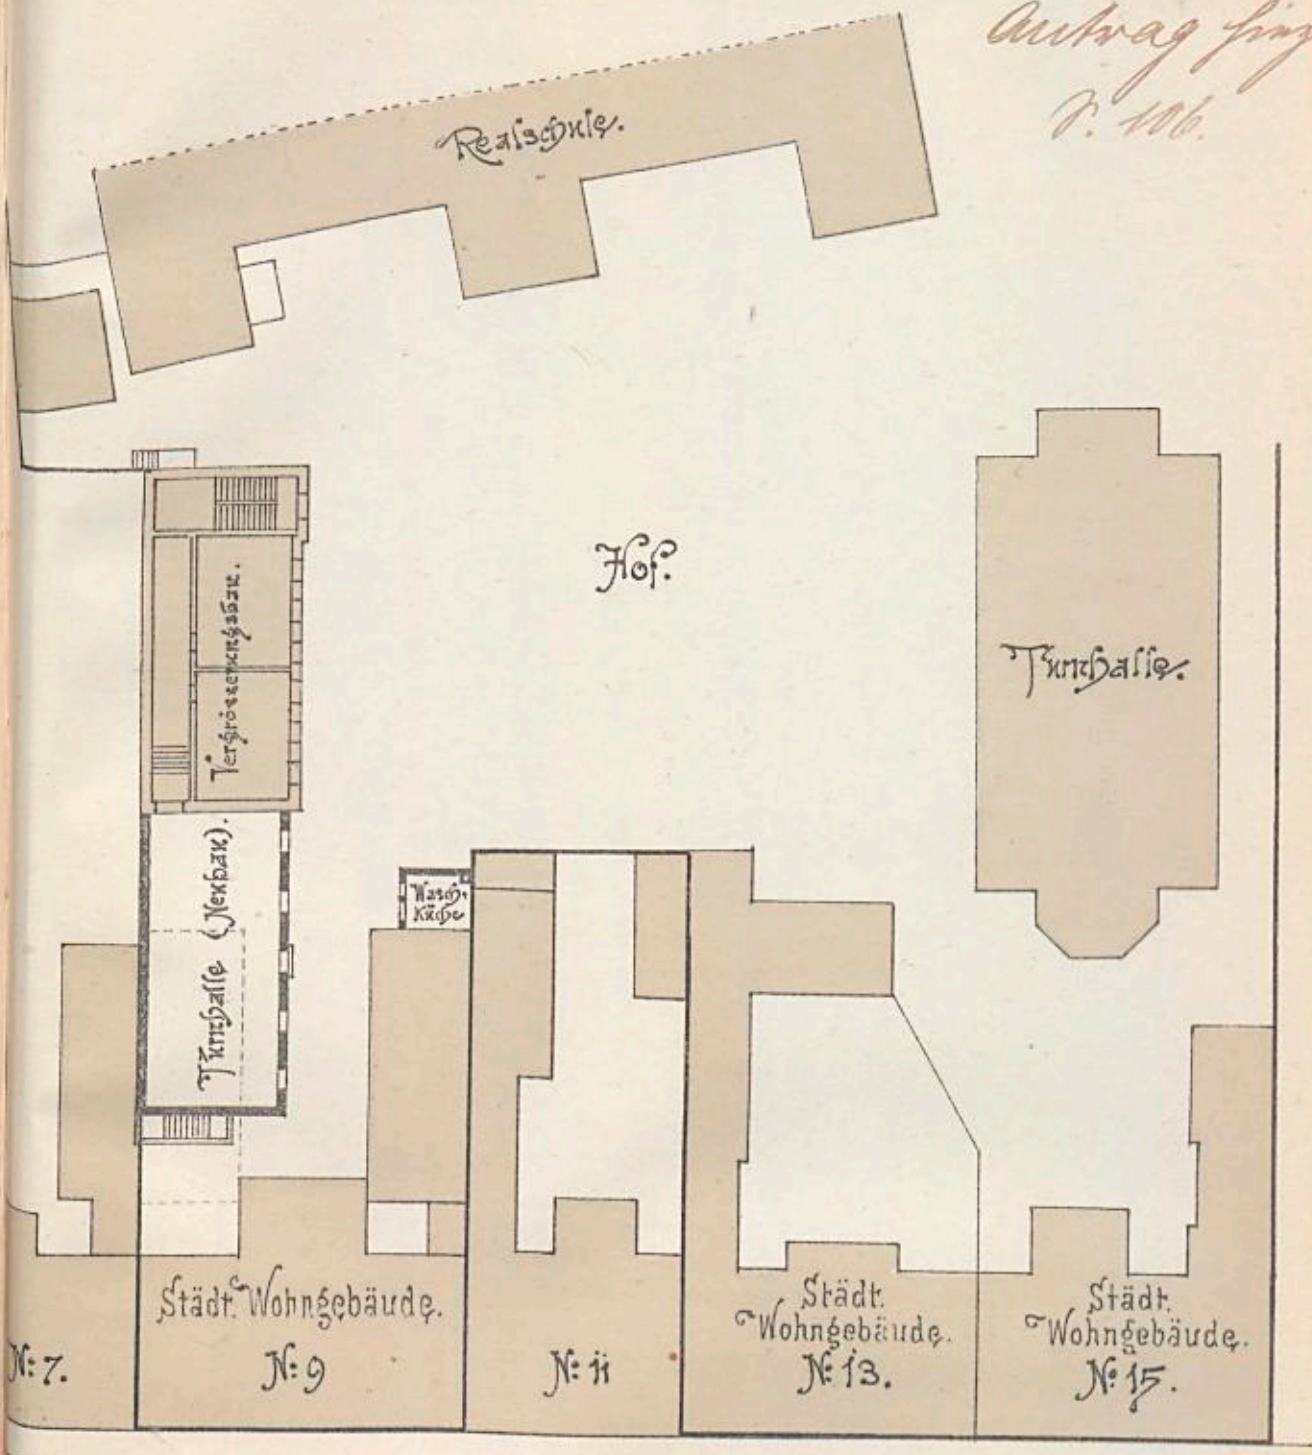 Antrag
S. 106.
Realschule.
Hof.
Turnhalle.
Vergrösserungsbau.
Turnhalle (Neubau).
Wasch-
Küche
Städt. Wohngebäude.
Städt.
Wohngebäude.
Städt.
Wohngebäude.
No: 7.
No: 9
No: 11
No: 13.
No: 15.